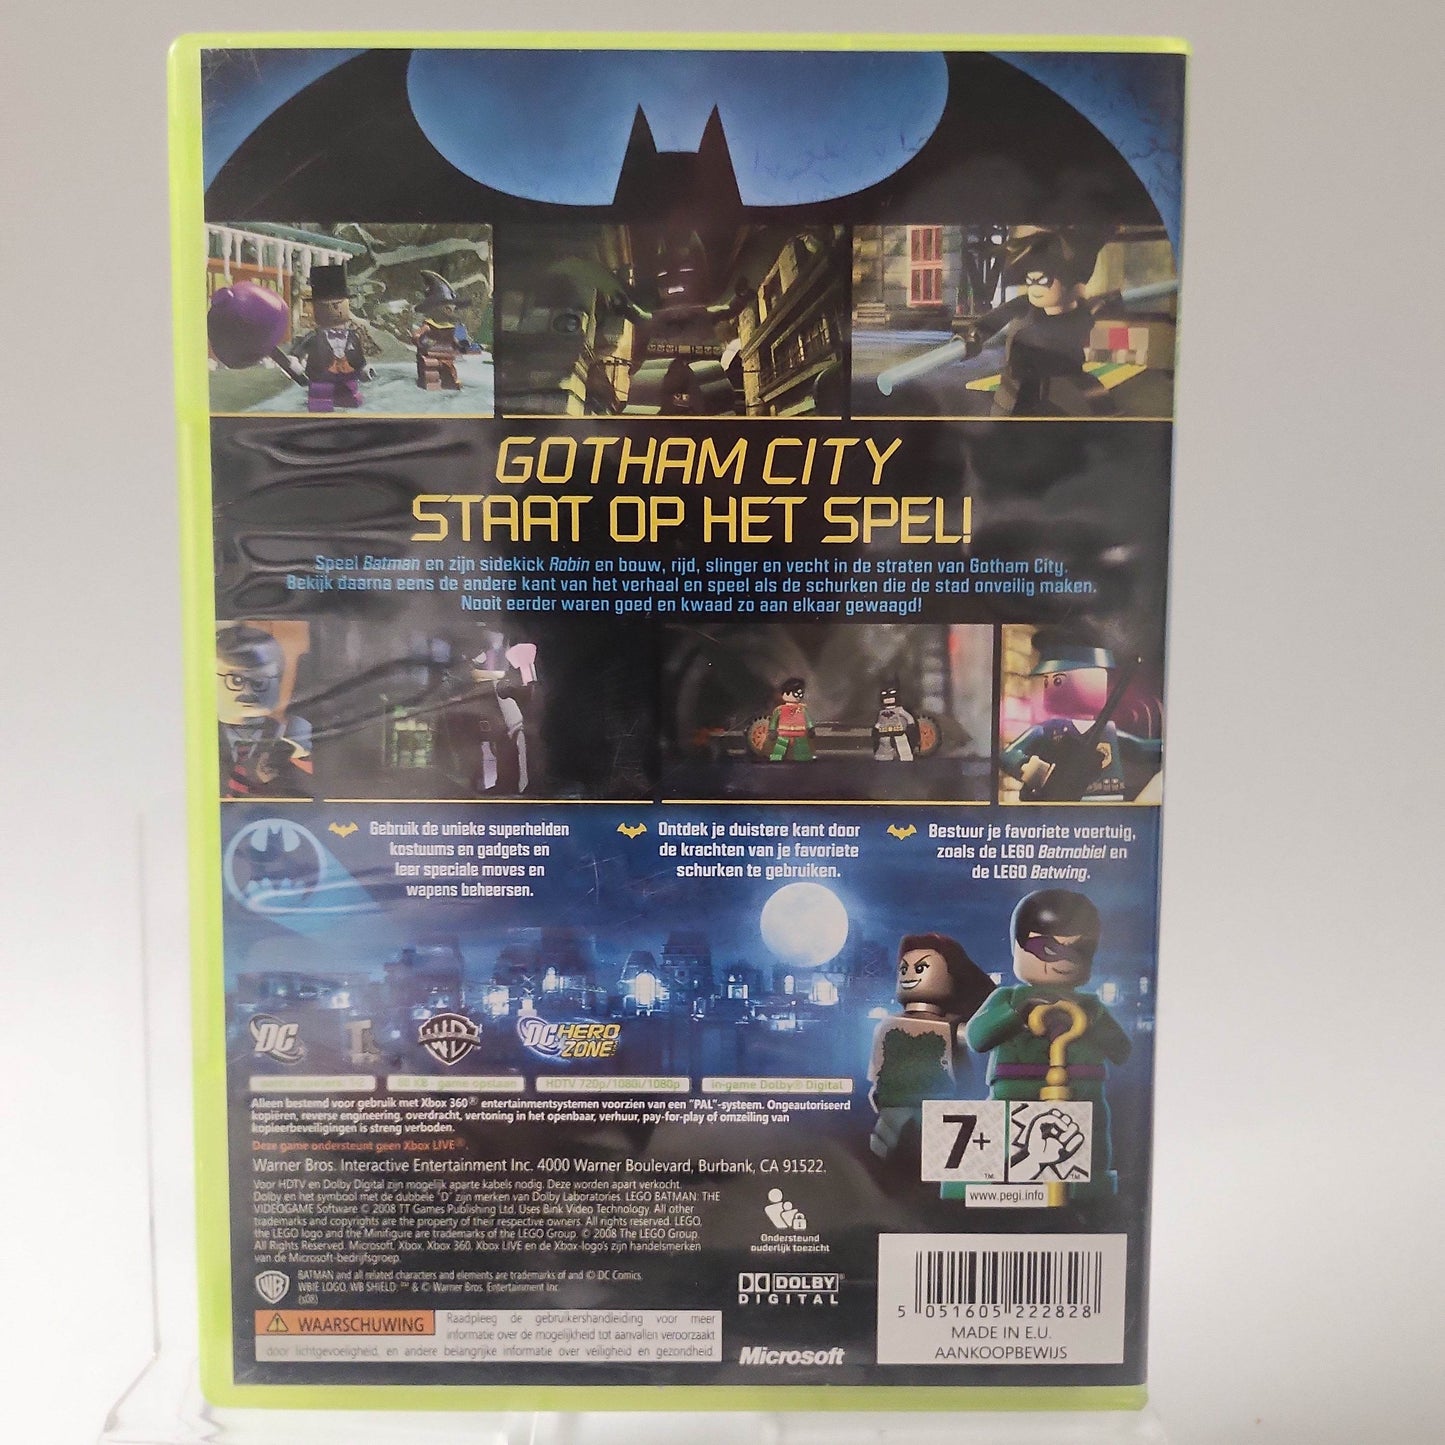 GOTHAM CITY
STAAT OP HET SPEL!
Speel Batman en zijn sidekick Robin en bouw, rijd, slinger en vecht in de straten van Gotham City.
Bekijk daarna eens de andere kant van het verhaal en speel als de schurken die de stad onveilig maken.
Nooit eerder waren goed en kwaad zo aan elkaar gewaagd!
Gebruik de unieke superhelden
kostuums en gadgets en
leer speciale moves en
wapens beheersen.
Ontdek je duistere kant door
de krachten van je favoriete
schurken te gebruiken.
Bestuur je favoriete voertuig,
zoals de LEGO Batmobiel en
de LEGO Batwing.
DC
WB
DC HERO
ZONE
aantal spelers: 1-2
80 KB - game opslaan
HDTV 720p/1080i/1080p
in-game Dolby® Digital
Alleen bestemd voor gebruik met Xbox 360® entertainmentsystemen voorzien van een "PAL"-systeem. Ongeautoriseerd
kopiëren, reverse engineering, overdracht, vertoning in het openbaar, verhuur, pay-for-play of omzeiling van
kopieerbeveiligingen is streng verboden.
Deze game ondersteunt geen Xbox LIVE®
Warner Bros. Interactive Entertainment Inc. 4000 Warner Boulevard, Burbank, CA 91522.
Voor HDTV en Dolby Digital zijn mogelijk aparte kabels nodig. Deze worden apart verkocht.
Dolby en het symbool met de dubbele "D" zijn merken van Dolby Laboratories. LEGO BATMAN: THE
VIDEOGAME Software © 2008 TT Games Publishing Ltd. Uses Bink Video Technology. All other
trademarks and copyrights are the property of their respective owners. All rights reserved. LEGO,
the LEGO logo and the Minifigure are trademarks of the LEGO Group. © 2008 The LEGO Group.
All Rights Reserved. Microsoft, Xbox, Xbox 360, Xbox LIVE en de Xbox-logo's zijn handelsmerken
van de Microsoft-bedrijfsgroep.
WB
BATMAN and all related characters and elements are trademarks of and © DC Comics.
WBIE LOGO, WB SHIELD: ™ & © Warner Bros. Entertainment Inc.
(s08)
WAARSCHUWING
Raadpleeg de gebruikershandleiding voor meer
informatie over de mogelijkheid tot aanvallen veroorzaakt
door lichtgevoeligheid, en andere belangrijke informatie over veiligheid en gezondheid.
Ondersteund
ouderlijk toezicht
DOLBY®
DIGITAL
Microsoft
7+
™
™
www.pegi.info
5 051605 222828
MADE IN E.U.
AANKOOPBEWIJS